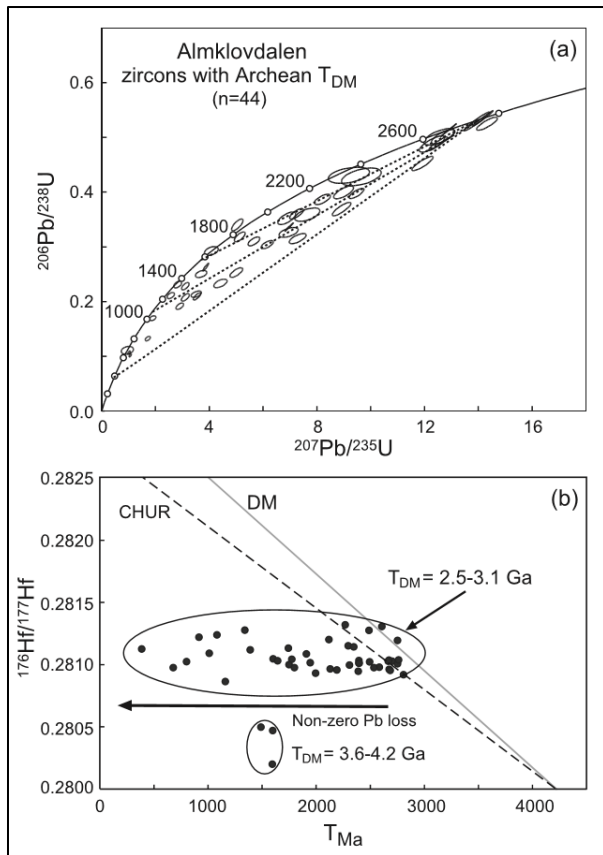 Almklovdalen
zircons with Archean TDM
(n=44)
(a)
0.6
0.4
0.2
0.0
206Pb/238U
2600
2200
1800
1400
1000
0
4
8
12
16
207Pb/235U
(b)
0.2825
0.2820
0.2815
0.2810
0.2805
0.2800
176Hf/177Hf
CHUR
DM
TDM = 2.5-3.1 Ga
Non-zero Pb loss
TDM = 3.6-4.2 Ga
0
1000
2000
3000
4000
TMa